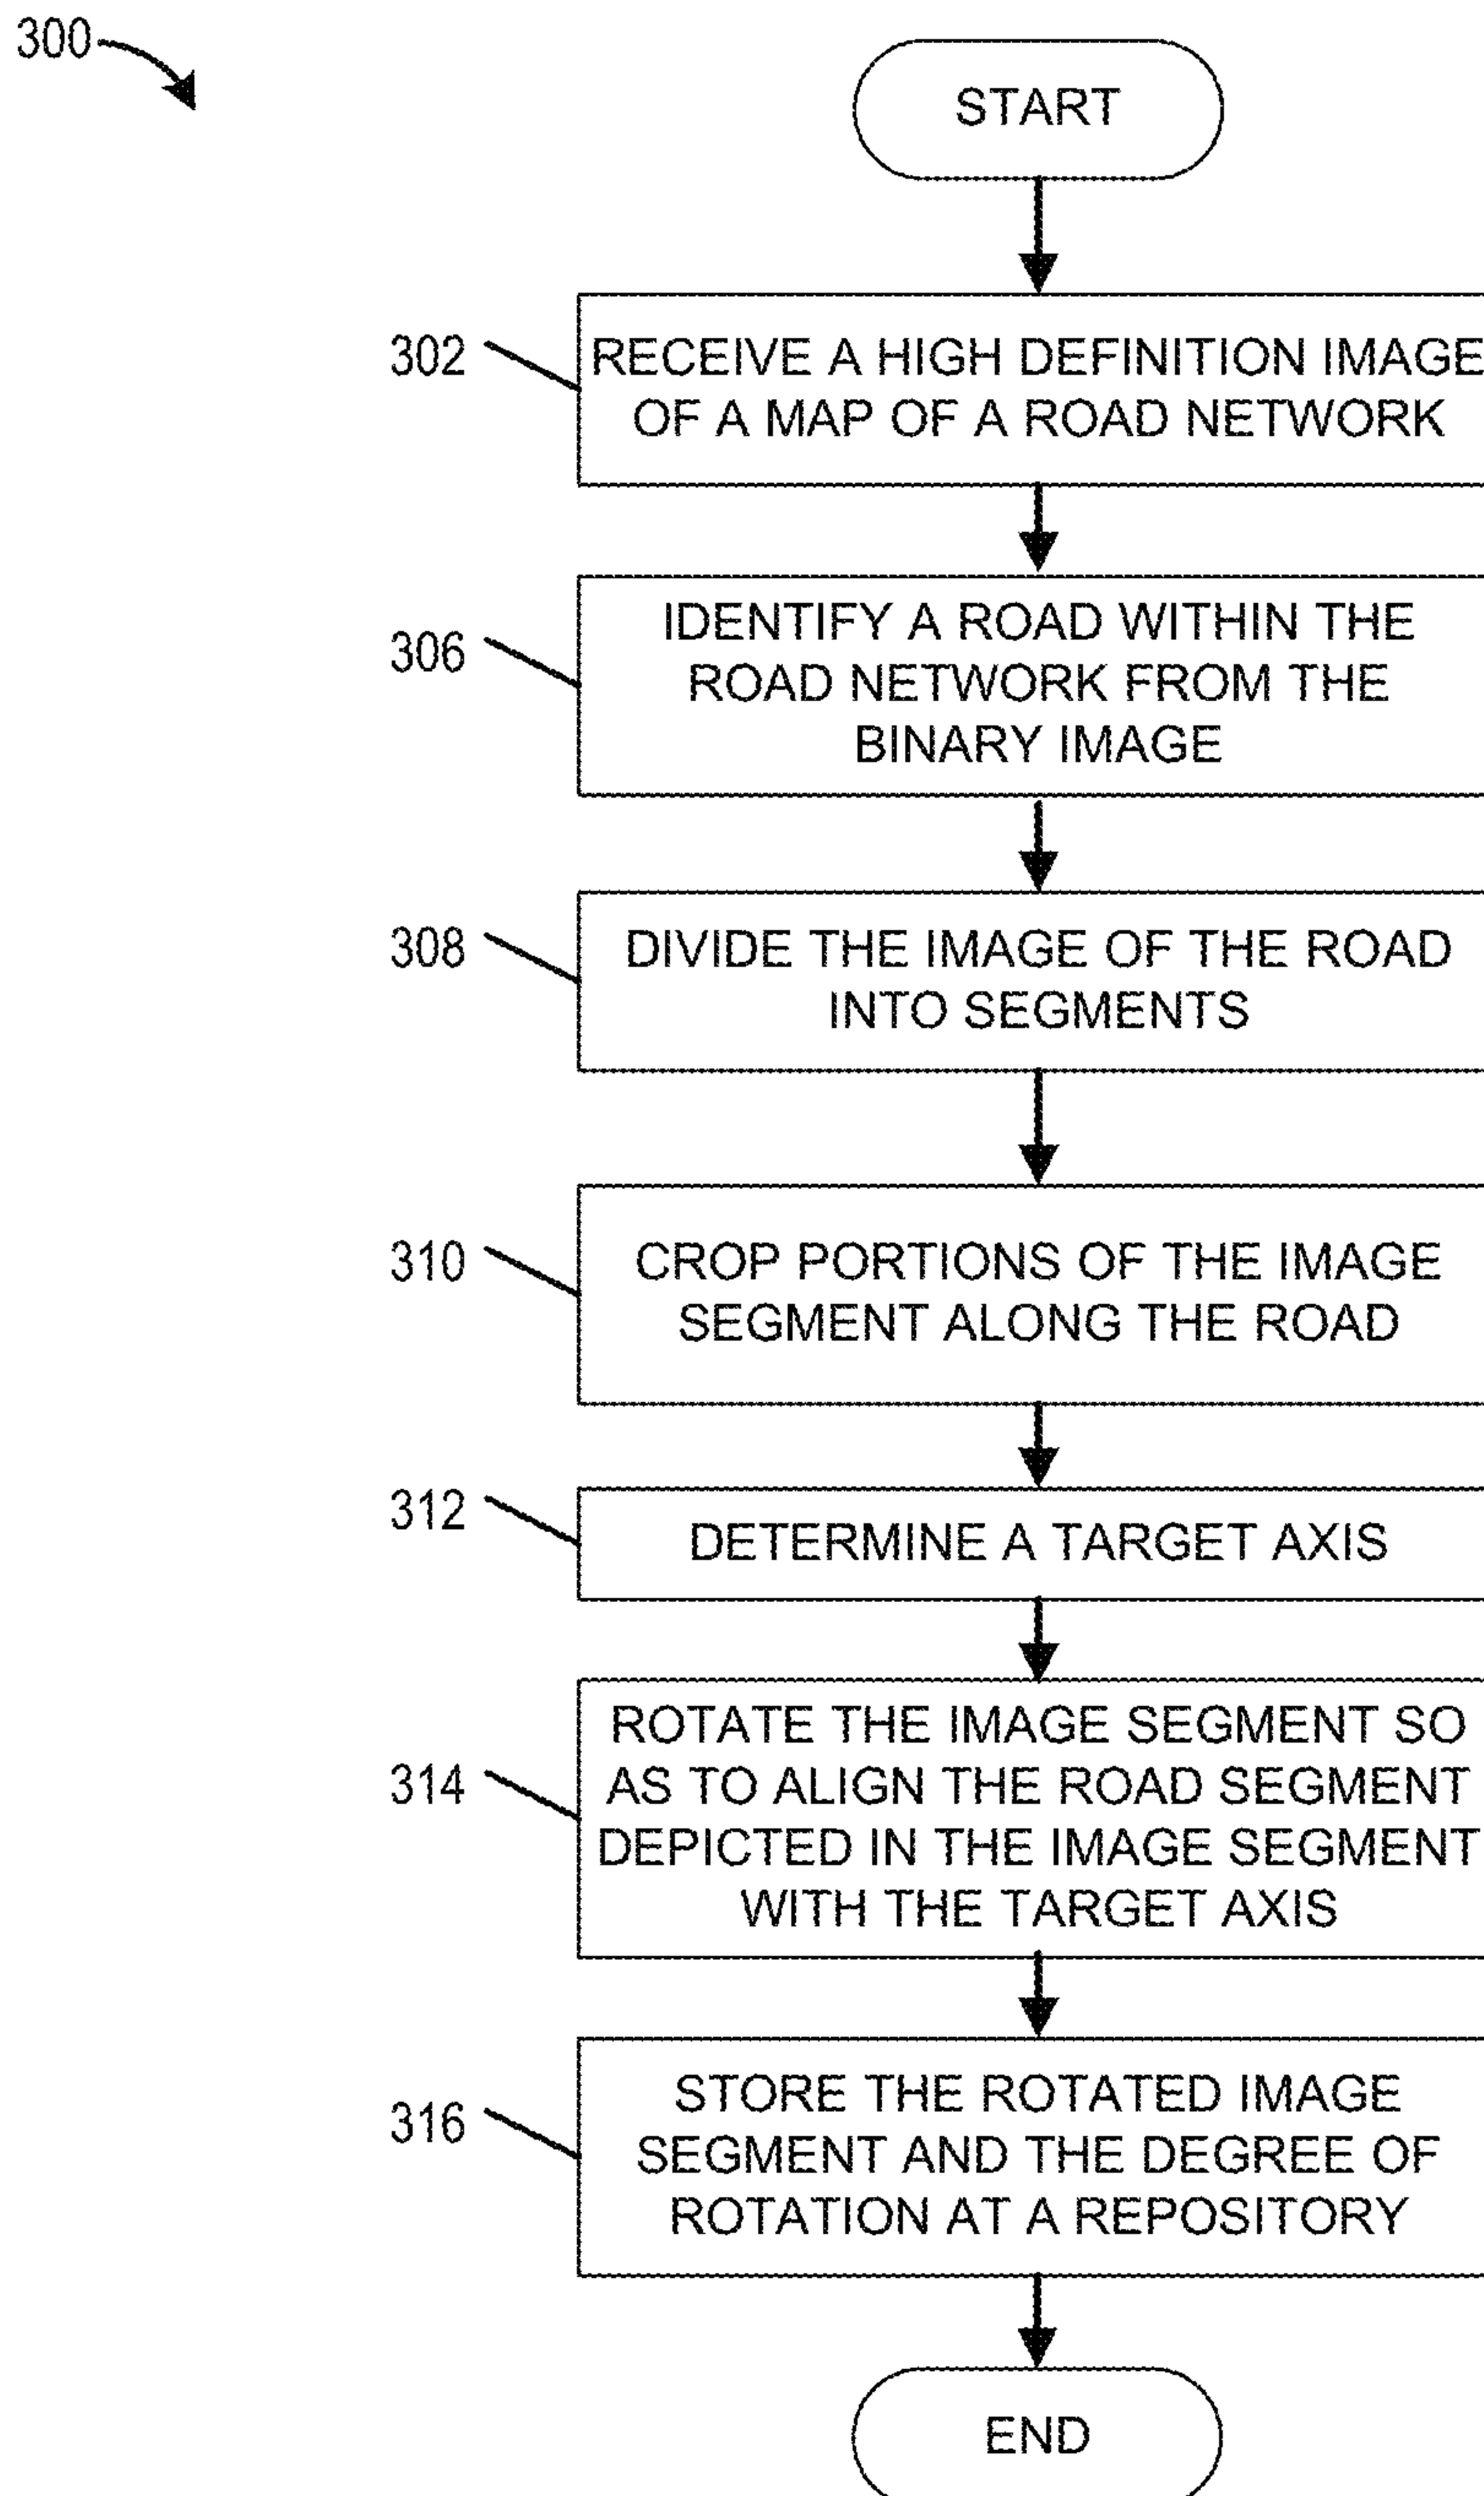 300
START
302
RECEIVE A HIGH DEFINITION IMAGE
OF A MAP OF A ROAD NETWORK
306
IDENTIFY A ROAD WITHIN THE
ROAD NETWORK FROM THE
BINARY IMAGE
308
DIVIDE THE IMAGE OF THE ROAD
INTO SEGMENTS
310
CROP PORTIONS OF THE IMAGE
SEGMENT ALONG THE ROAD
312
DETERMINE A TARGET AXIS
314
ROTATE THE IMAGE SEGMENT SO
AS TO ALIGN THE ROAD SEGMENT
DEPICTED IN THE IMAGE SEGMENT
WITH THE TARGET AXIS
316
STORE THE ROTATED IMAGE
SEGMENT AND THE DEGREE OF
ROTATION AT A REPOSITORY
END